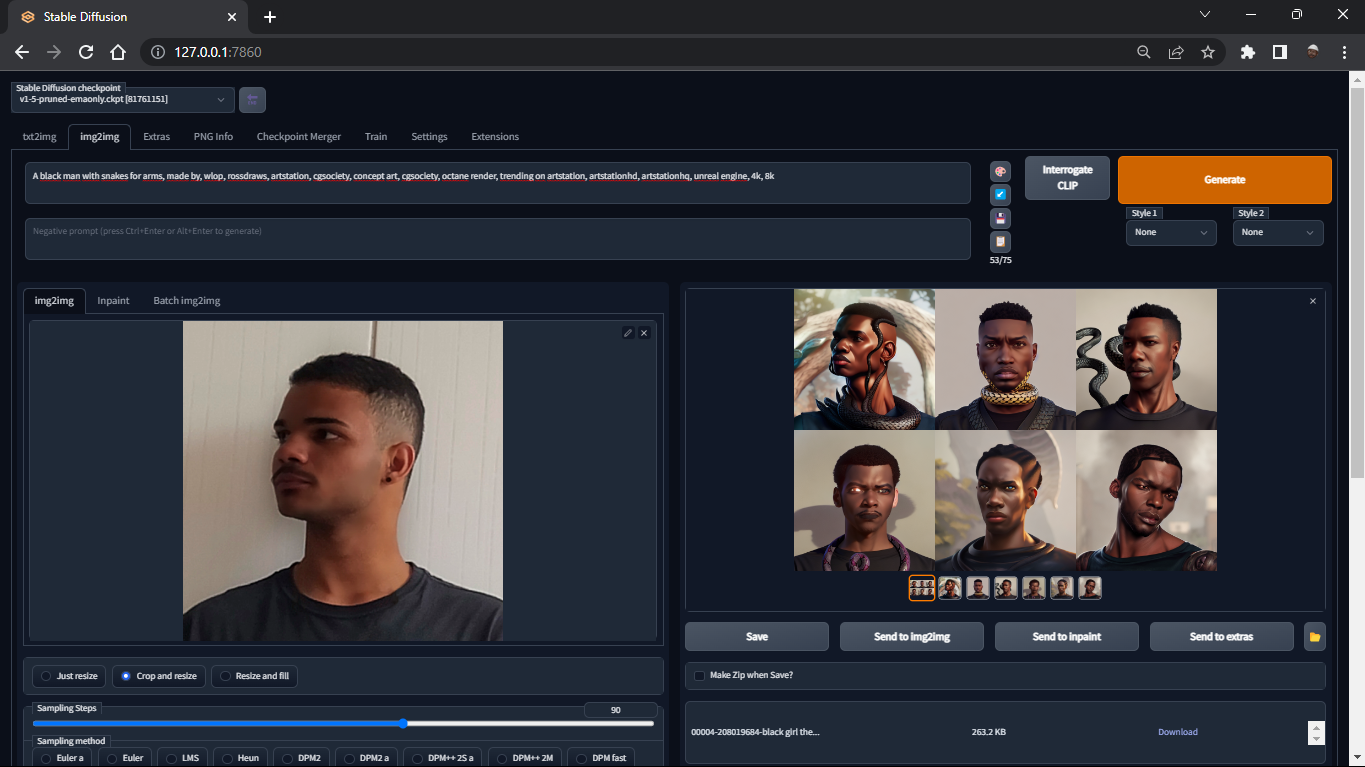 Stable Diffusion
127.0.0.1:7860
Stable Diffusion checkpoint
v1-5-pruned-emaonly.ckpt [81761151]
txt2img img2img Extras PNG Info Checkpoint Merger Train Settings Extensions
A black man with snakes for arms, made by, wlop, rossdraws, artstation, cgsociety, concept art, cgsociety, octane render, trending on artstation, artstationhd, artstationhq, unreal engine, 4k, 8k
Interrogate
CLIP
Generate
Style 1 Style 2
None None
Negative prompt (press Ctrl+Enter or Alt+Enter to generate)
53/75
img2img Inpaint Batch img2img
Save Send to img2img Send to inpaint Send to extras
Just resize Crop and resize Resize and fill
Make Zip when Save?
Sampling Steps 90
00004-208019684-black girl the... 263.2 KB Download
Sampling method
Euler a Euler LMS Heun DPM2 DPM2 a DPM++ 2S a DPM++ 2M DPM fast